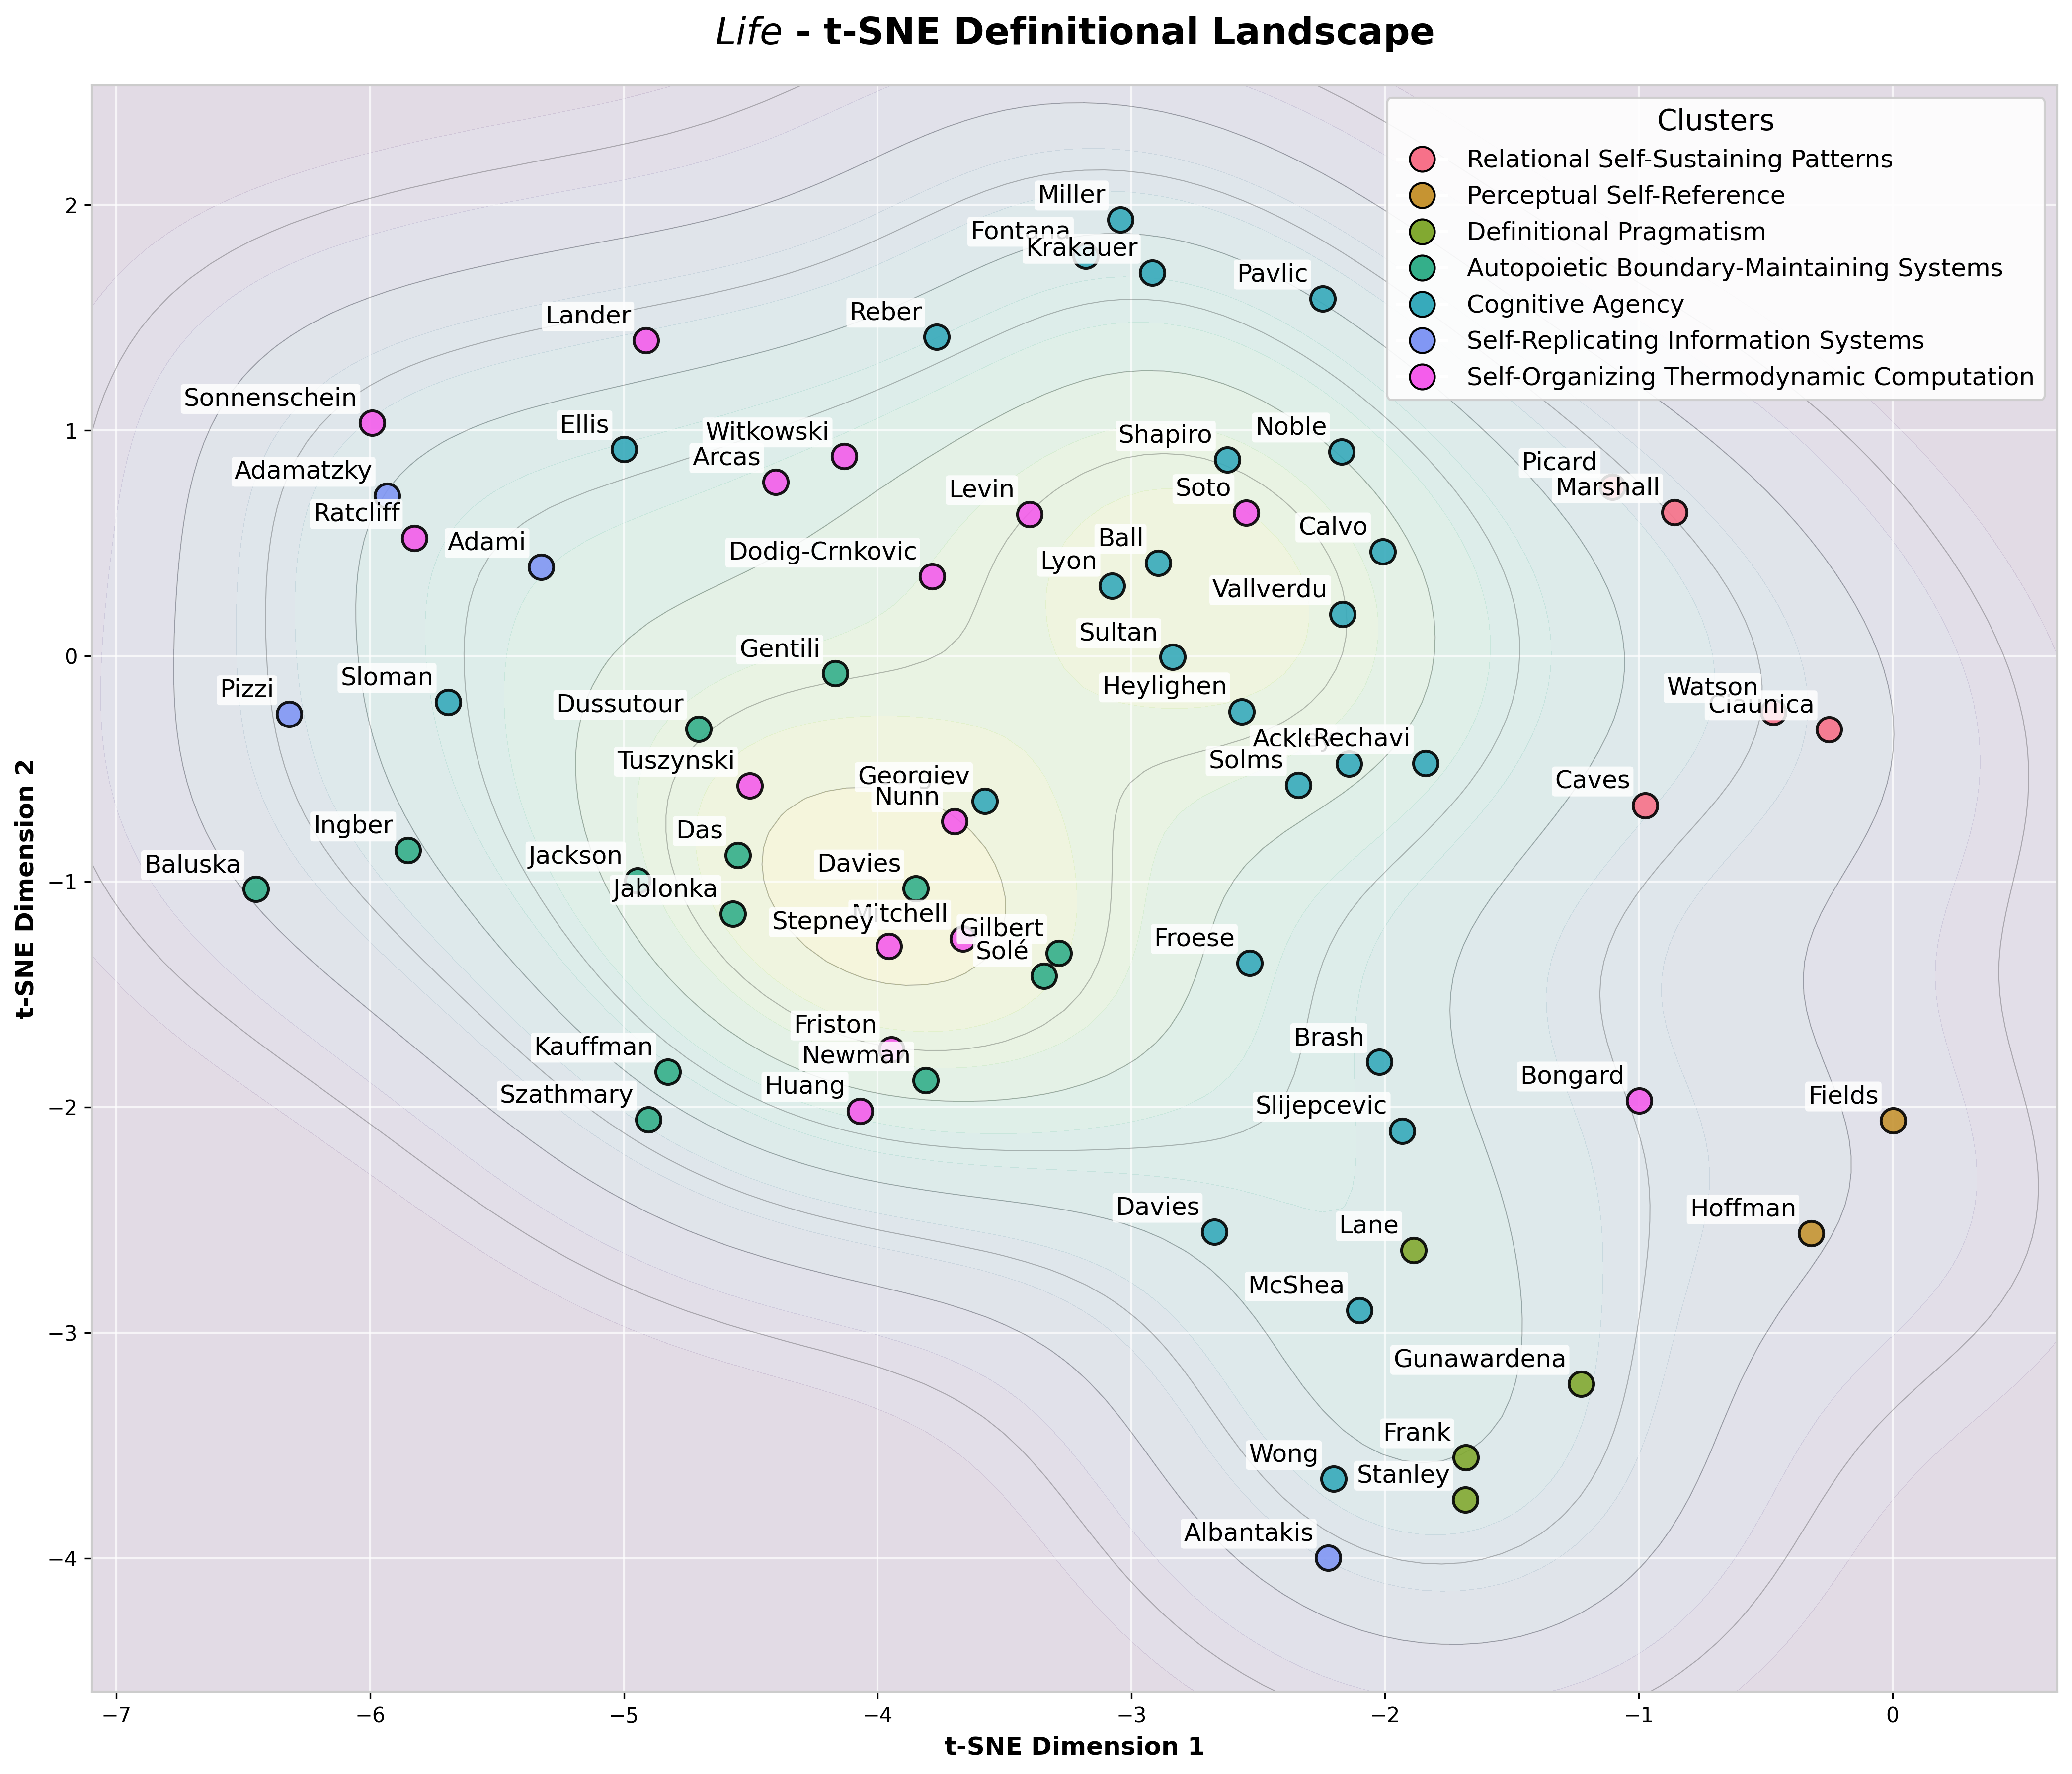 Life - t-SNE Definitional Landscape
Clusters
Relational Self-Sustaining Patterns
Perceptual Self-Reference
Definitional Pragmatism
Autopoietic Boundary-Maintaining Systems
Cognitive Agency
Self-Replicating Information Systems
Self-Organizing Thermodynamic Computation
Miller
Fontana
Krakauer
Pavlic
Reber
Lander
Sonnenschein
Ellis
Witkowski
Arcas
Shapiro
Noble
Adamatzky
Ratcliff
Adami
Levin
Soto
Picard
Marshall
Calvo
Ball
Lyon
Dodig-Crnkovic
Vallverdu
Sultan
Gentili
Heylighen
Pizzi
Sloman
Dussutour
Watson
Ciaunica
Rechavi
Solms
Tuszynski
Georgiev
Nunn
Caves
Ingber
Das
Baluska
Jackson
Davies
Jablonka
Mitchell
Stepney
Gilbert
Solé
Froese
Friston
Newman
Kauffman
Huang
Szathmary
Brash
Slijepcevic
Bongard
Fields
Davies
Lane
Hoffman
McShea
Gunawardena
Frank
Wong
Stanley
Albantakis
2
1
0
−1
−2
−3
−4
−7
−6
−5
−4
−3
−2
−1
0
t-SNE Dimension 1
t-SNE Dimension 2